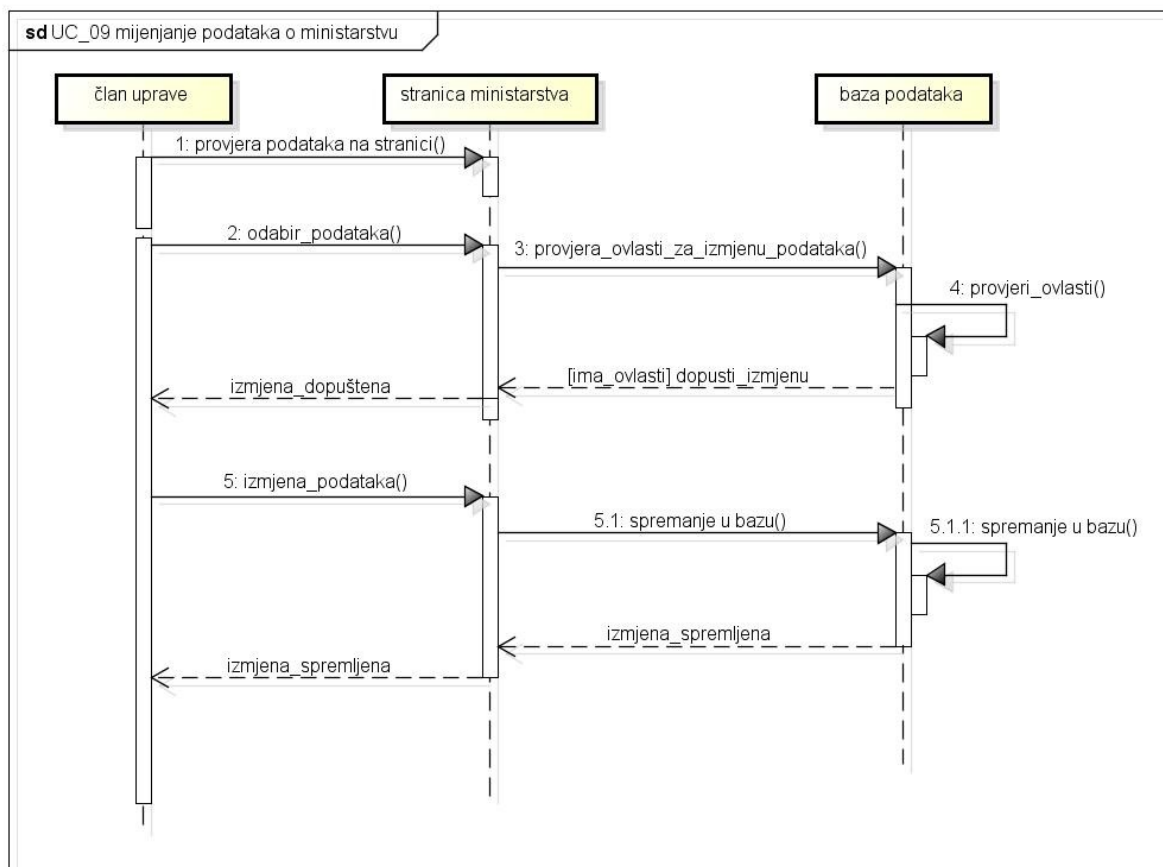 sd UC_09 mijenjanje podataka o ministarstvu
član uprave
stranica ministarstva
baza podataka
1: provjera podataka na stranici()
2: odabir_podataka()
3: provjera_ovlasti_za_izmjenu_podataka()
4: provjeri_ovlasti()
[ima_ovlasti] dopusti_izmjenu
izmjena_dopuštena
5: izmjena_podataka()
5.1: spremanje u bazu()
5.1.1: spremanje u bazu()
izmjena_spremljena
izmjena_spremljena